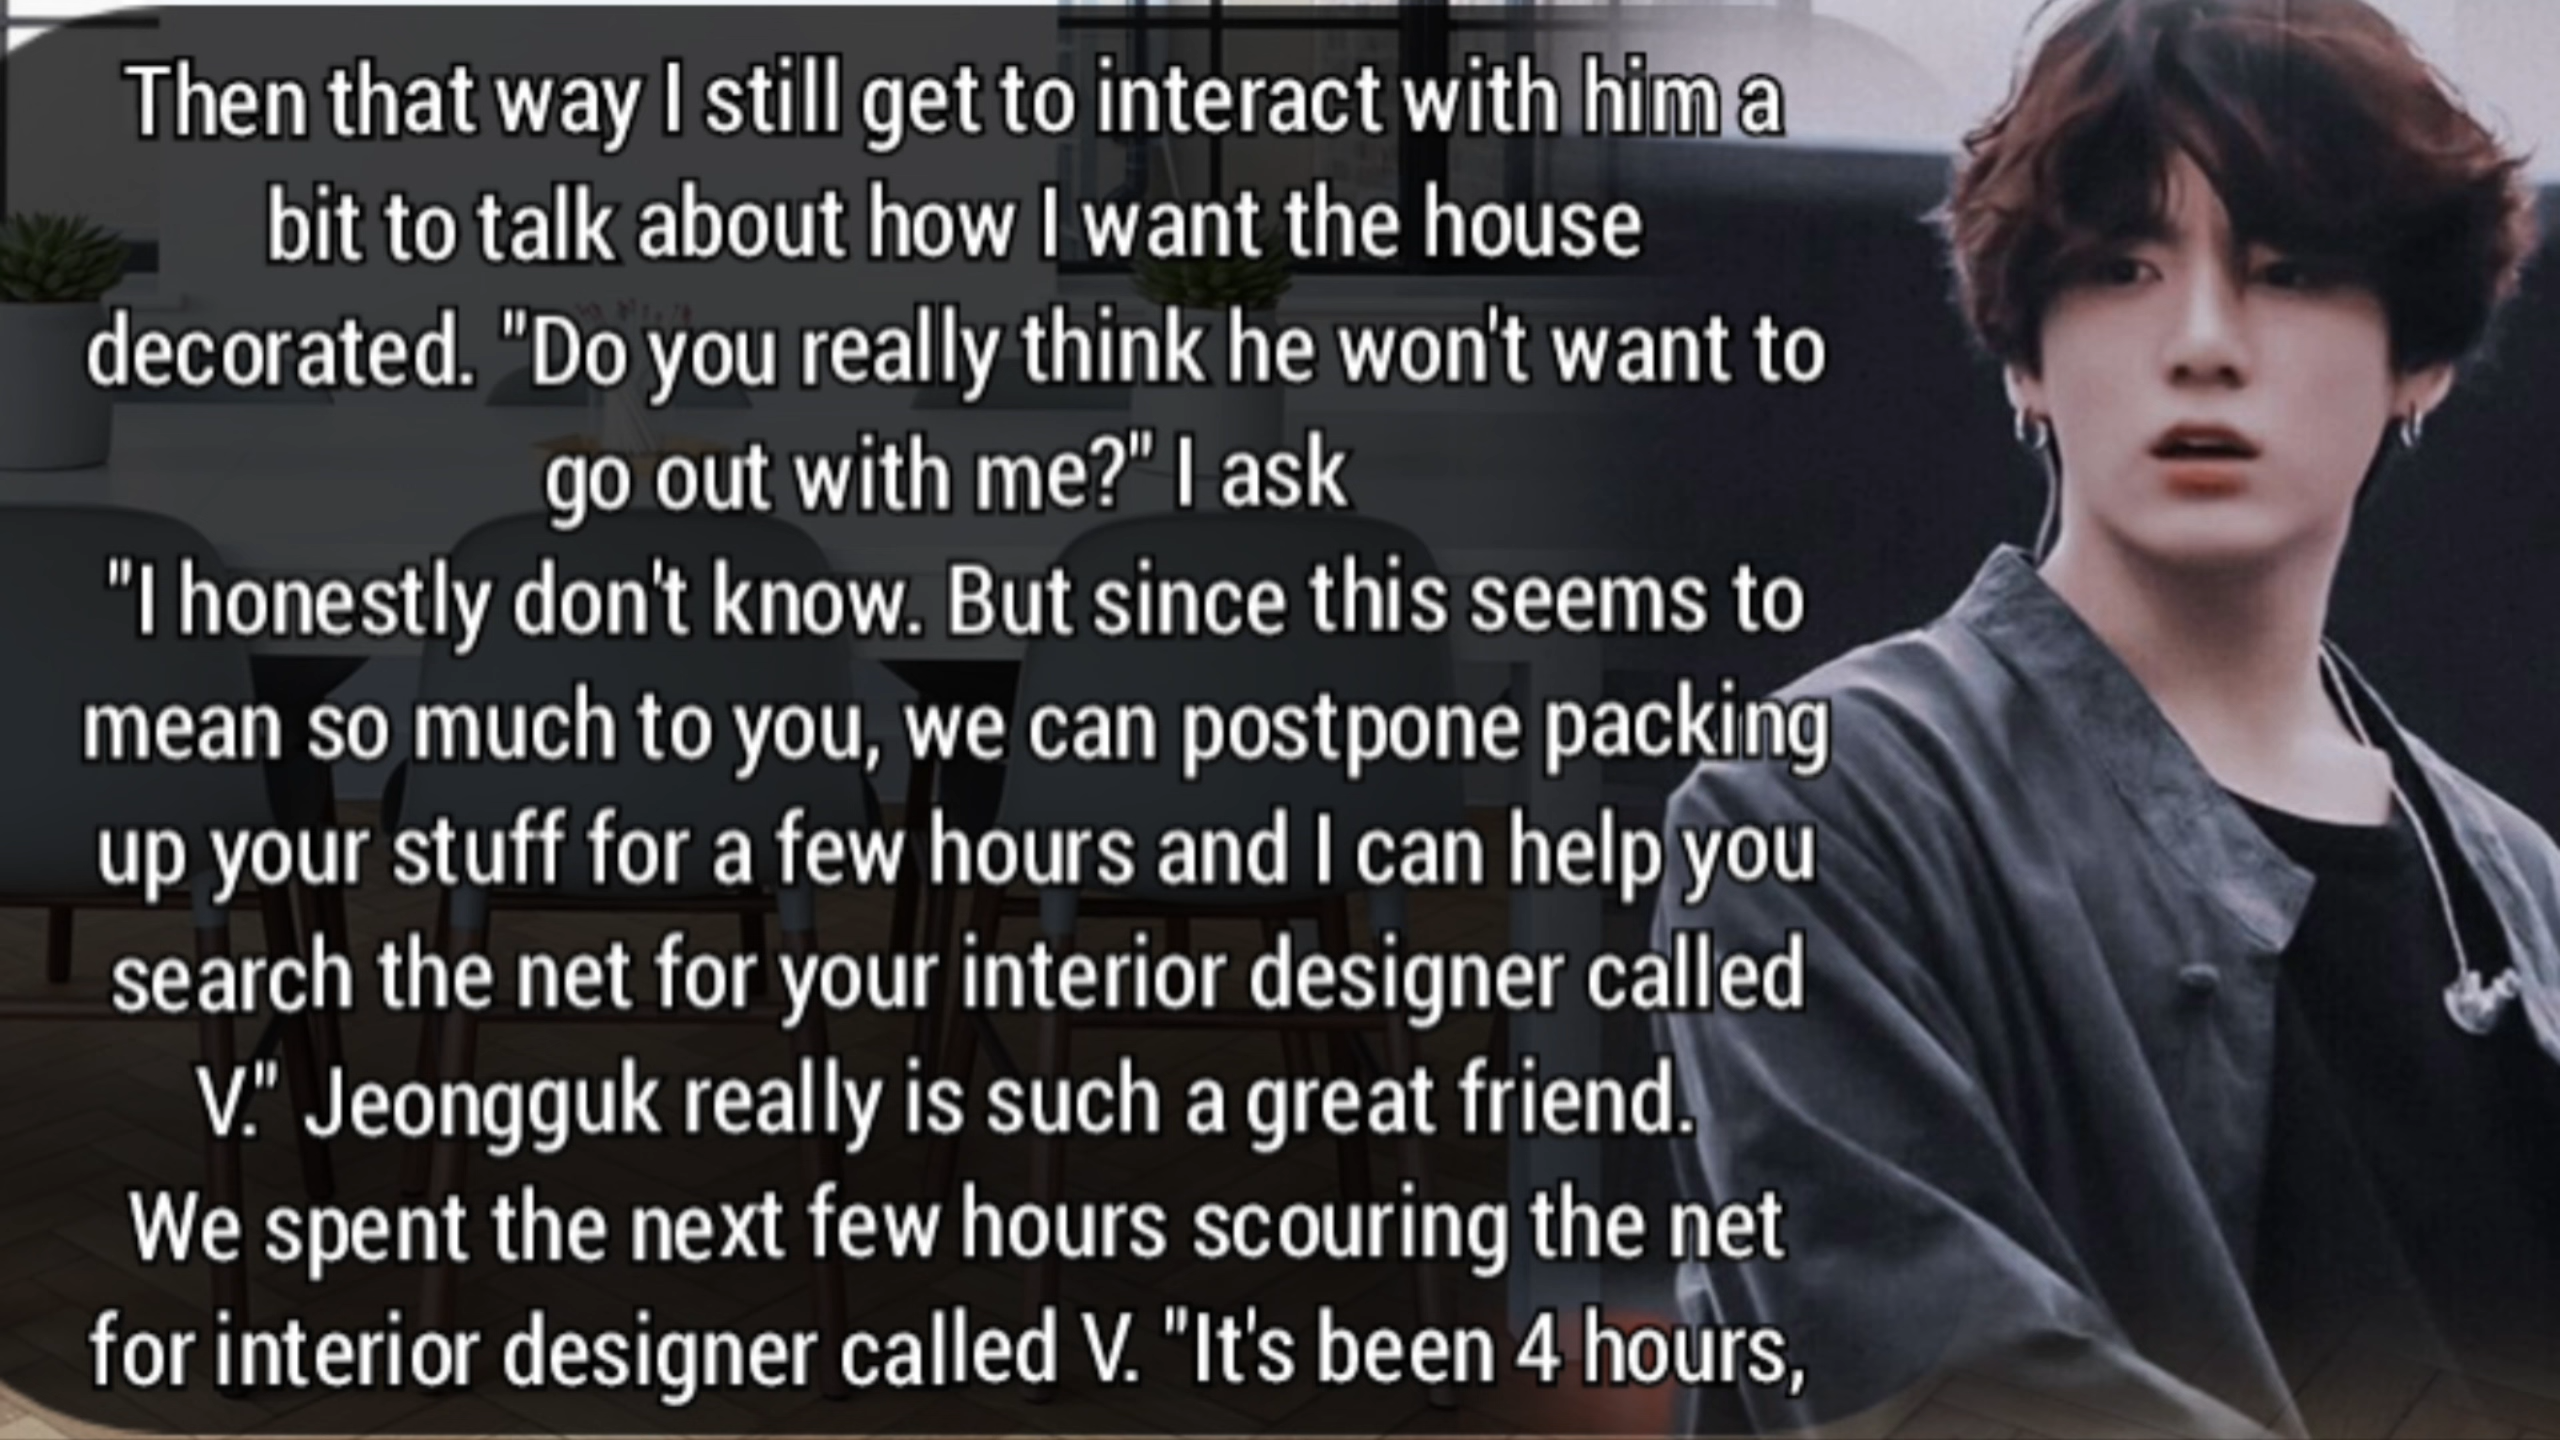 Then that way I still get to interact with him a
bit to talk about how I want the house
decorated. "Do you really think he won't want to
go out with me?" I ask
"I honestly don't know. But since this seems to
mean so much to you, we can postpone packing
up your stuff for a few hours and I can help you
search the net for your interior designer called
V." Jeongguk really is such a great friend.
We spent the next few hours scouring the net
for interior designer called V. "It's been 4 hours,